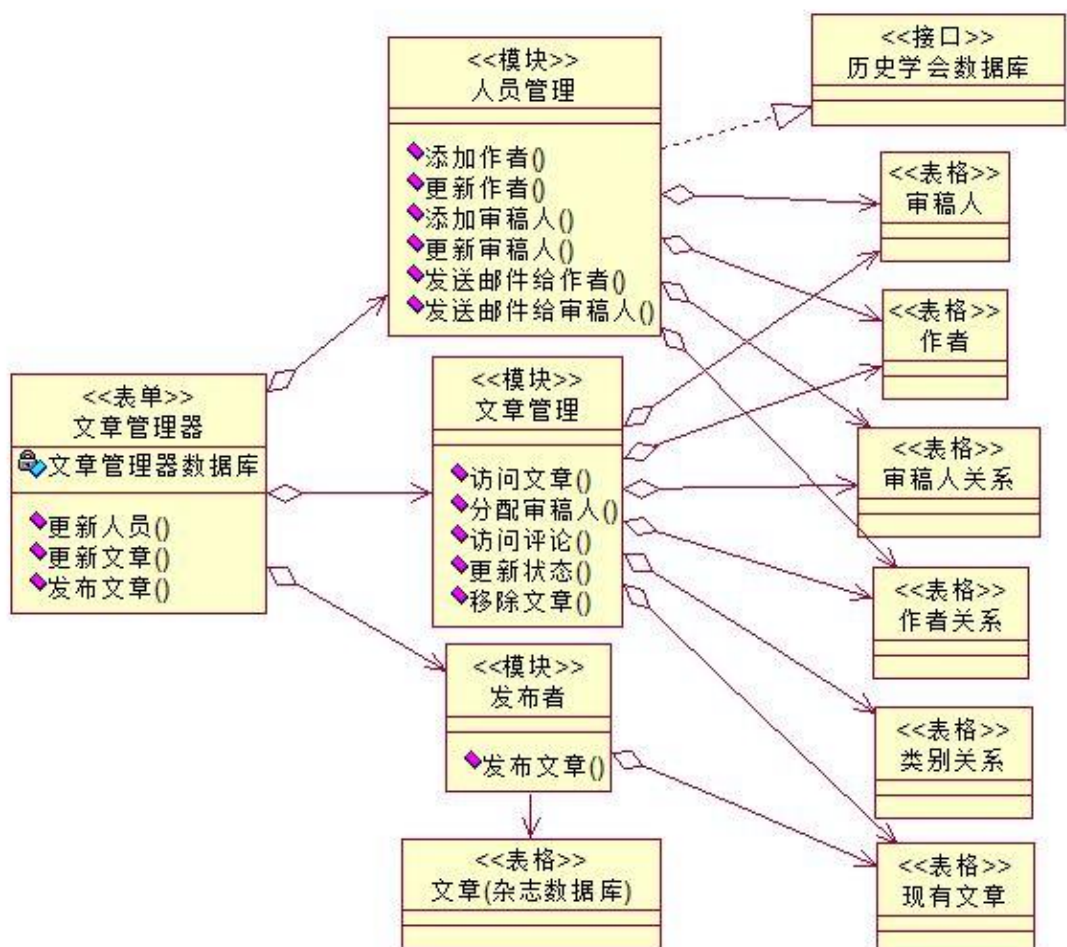 <<模块>>
人员管理
添加作者()
更新作者()
添加审稿人()
更新审稿人()
发送邮件给作者()
发送邮件给审稿人()
<<接口>>
历史学会数据库
<<表格>>
审稿人
<<表格>>
作者
<<表单>>
文章管理器
文章管理器数据库
更新人员()
更新文章()
发布文章()
<<模块>>
文章管理
访问文章()
分配审稿人()
访问评论()
更新状态()
移除文章()
<<表格>>
审稿人关系
<<表格>>
作者关系
<<模块>>
发布者
发布文章()
<<表格>>
类别关系
<<表格>>
文章(杂志数据库)
<<表格>>
现有文章